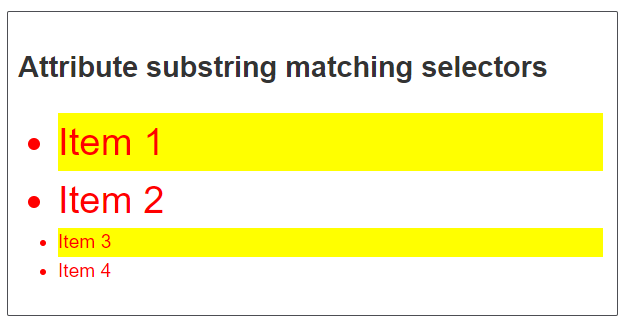 Attribute substring matching selectors
Item 1
Item 2
Item 3
Item 4